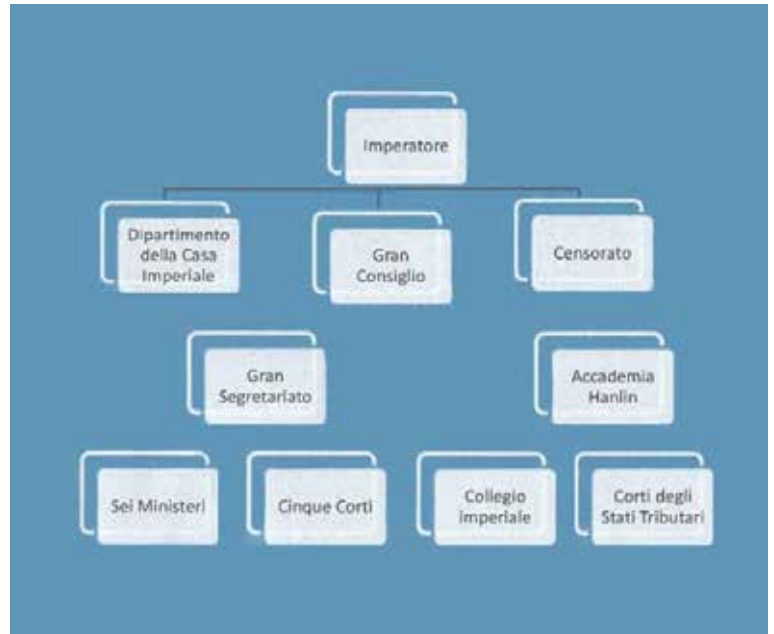 Imperatore
Dipartimento
della Casa
Imperiale
Gran
Consiglio
Censorato
Gran
Segretariato
Accademia
Hanlin
Sei Ministeri
Cinque Corti
Collegio
Imperiale
Corti degli
Stati Tributari